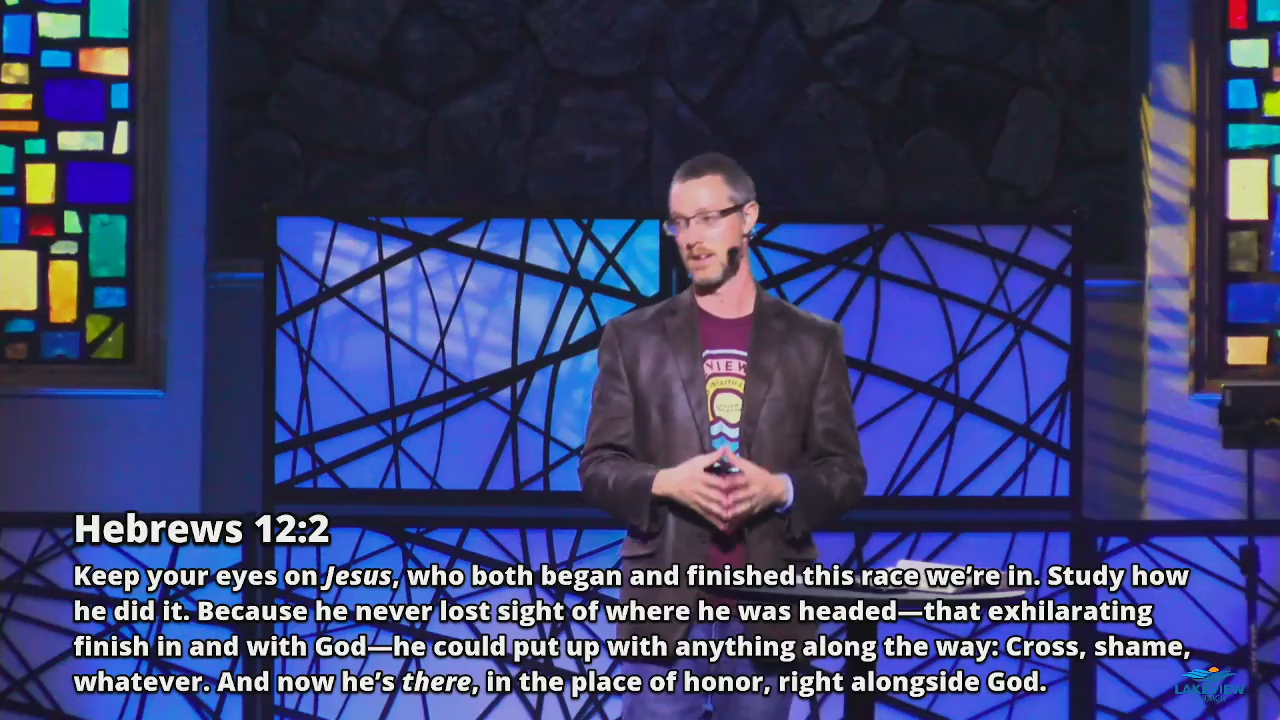 NIEW
Hebrews 12:2
Keep your eyes on Jesus, who both began and finished this race we’re in. Study how
he did it. Because he never lost sight of where he was headed—that exhilarating
finish in and with God—he could put up with anything along the way: Cross, shame,
whatever. And now he’s there, in the place of honor, right alongside God.
LAKEVIEW
CHURCH